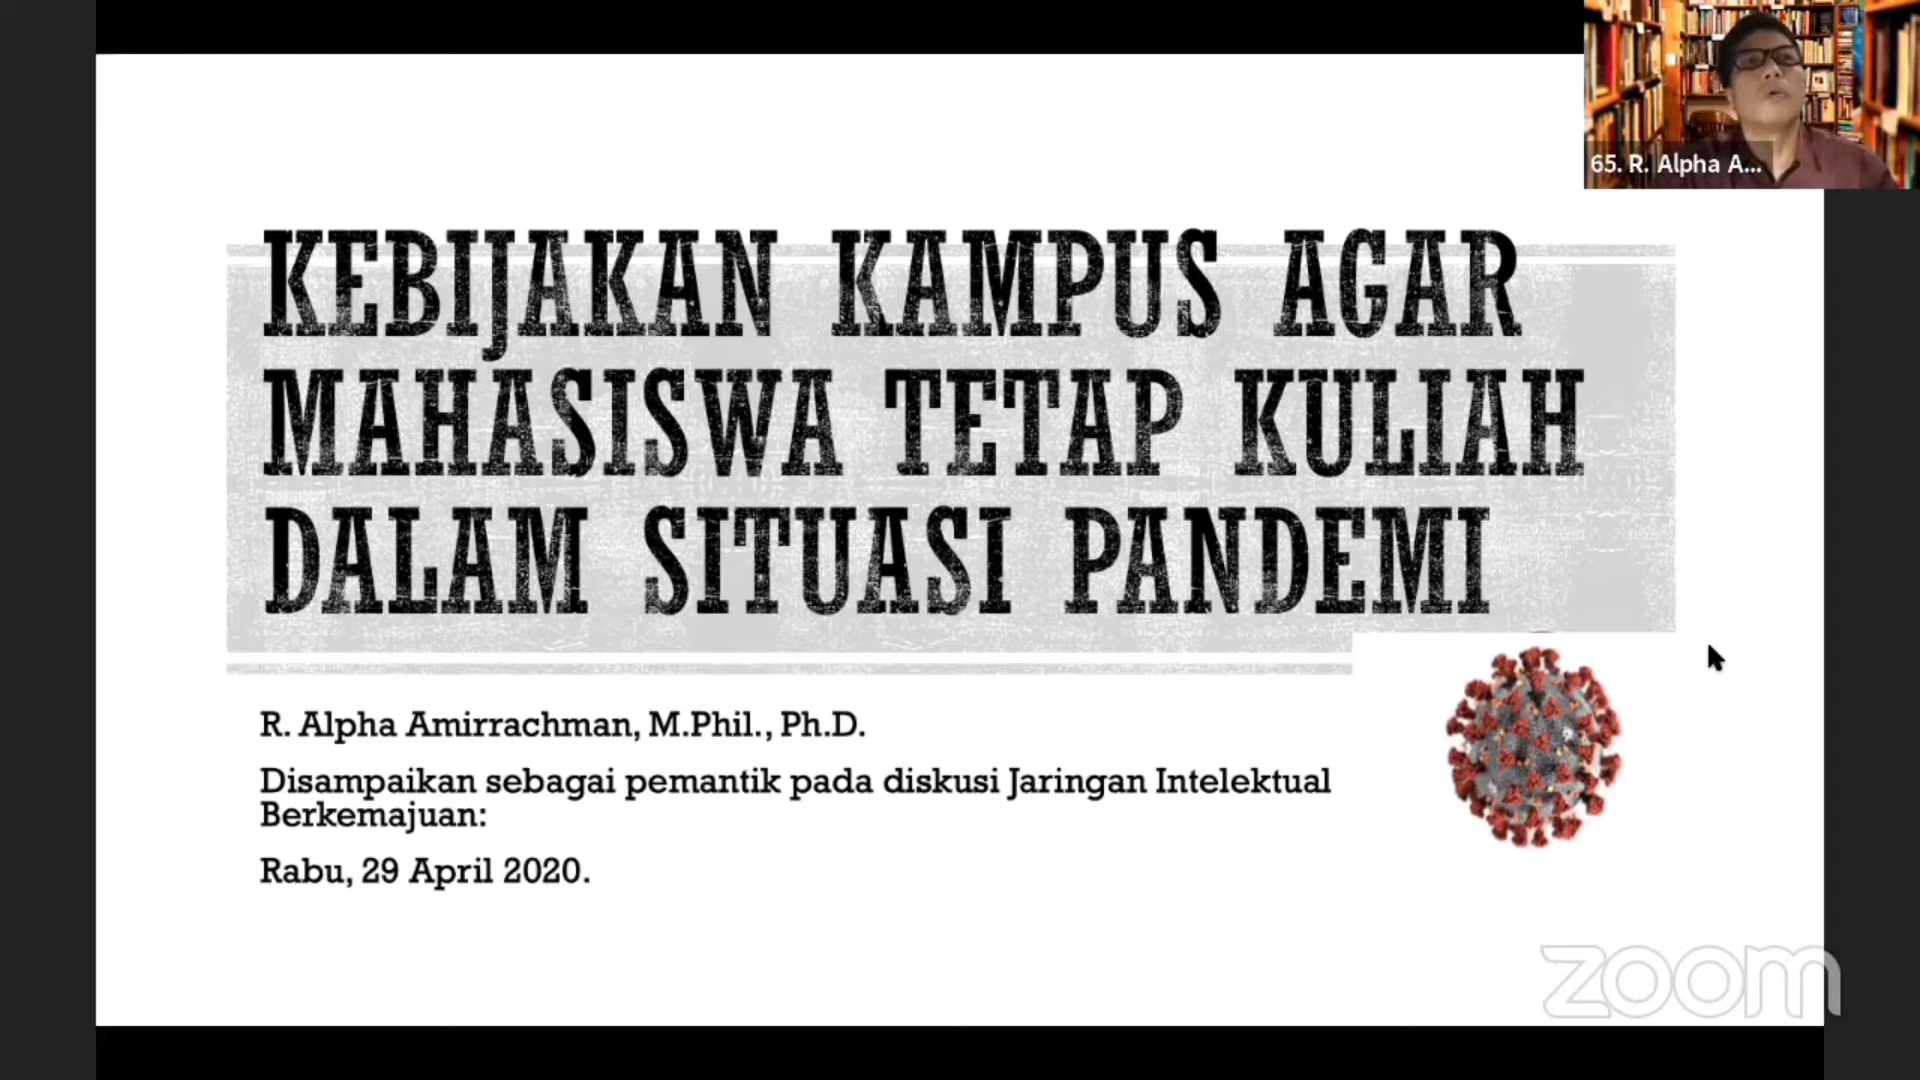 65. R. Alpha A...
KEBIJAKAN KAMPUS AGAR
MAHASISWA TETAP KULIAH
DALAM SITUASI PANDEMI
R. Alpha Amirrachman, M.Phil., Ph.D.
Disampaikan sebagai pemantik pada diskusi Jaringan Intelektual
Berkemajuan:
Rabu, 29 April 2020.
zoom